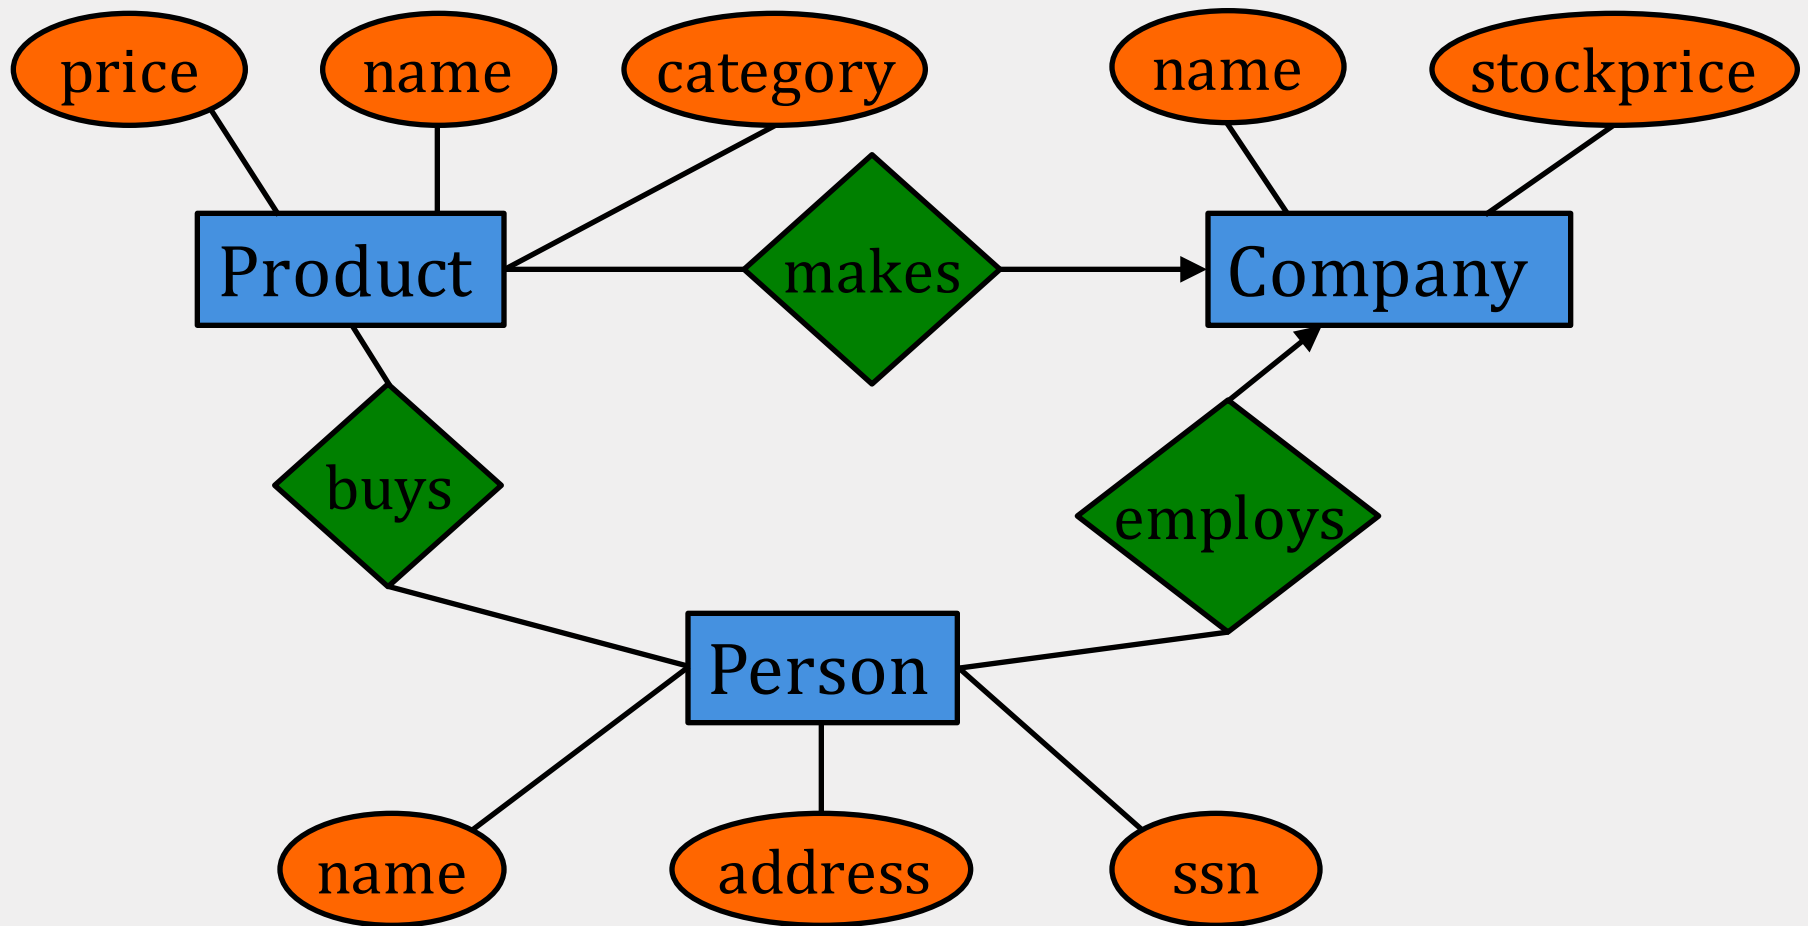 price
name
category
name
stockprice
Product
makes
Company
buys
employs
Person
name
address
ssn